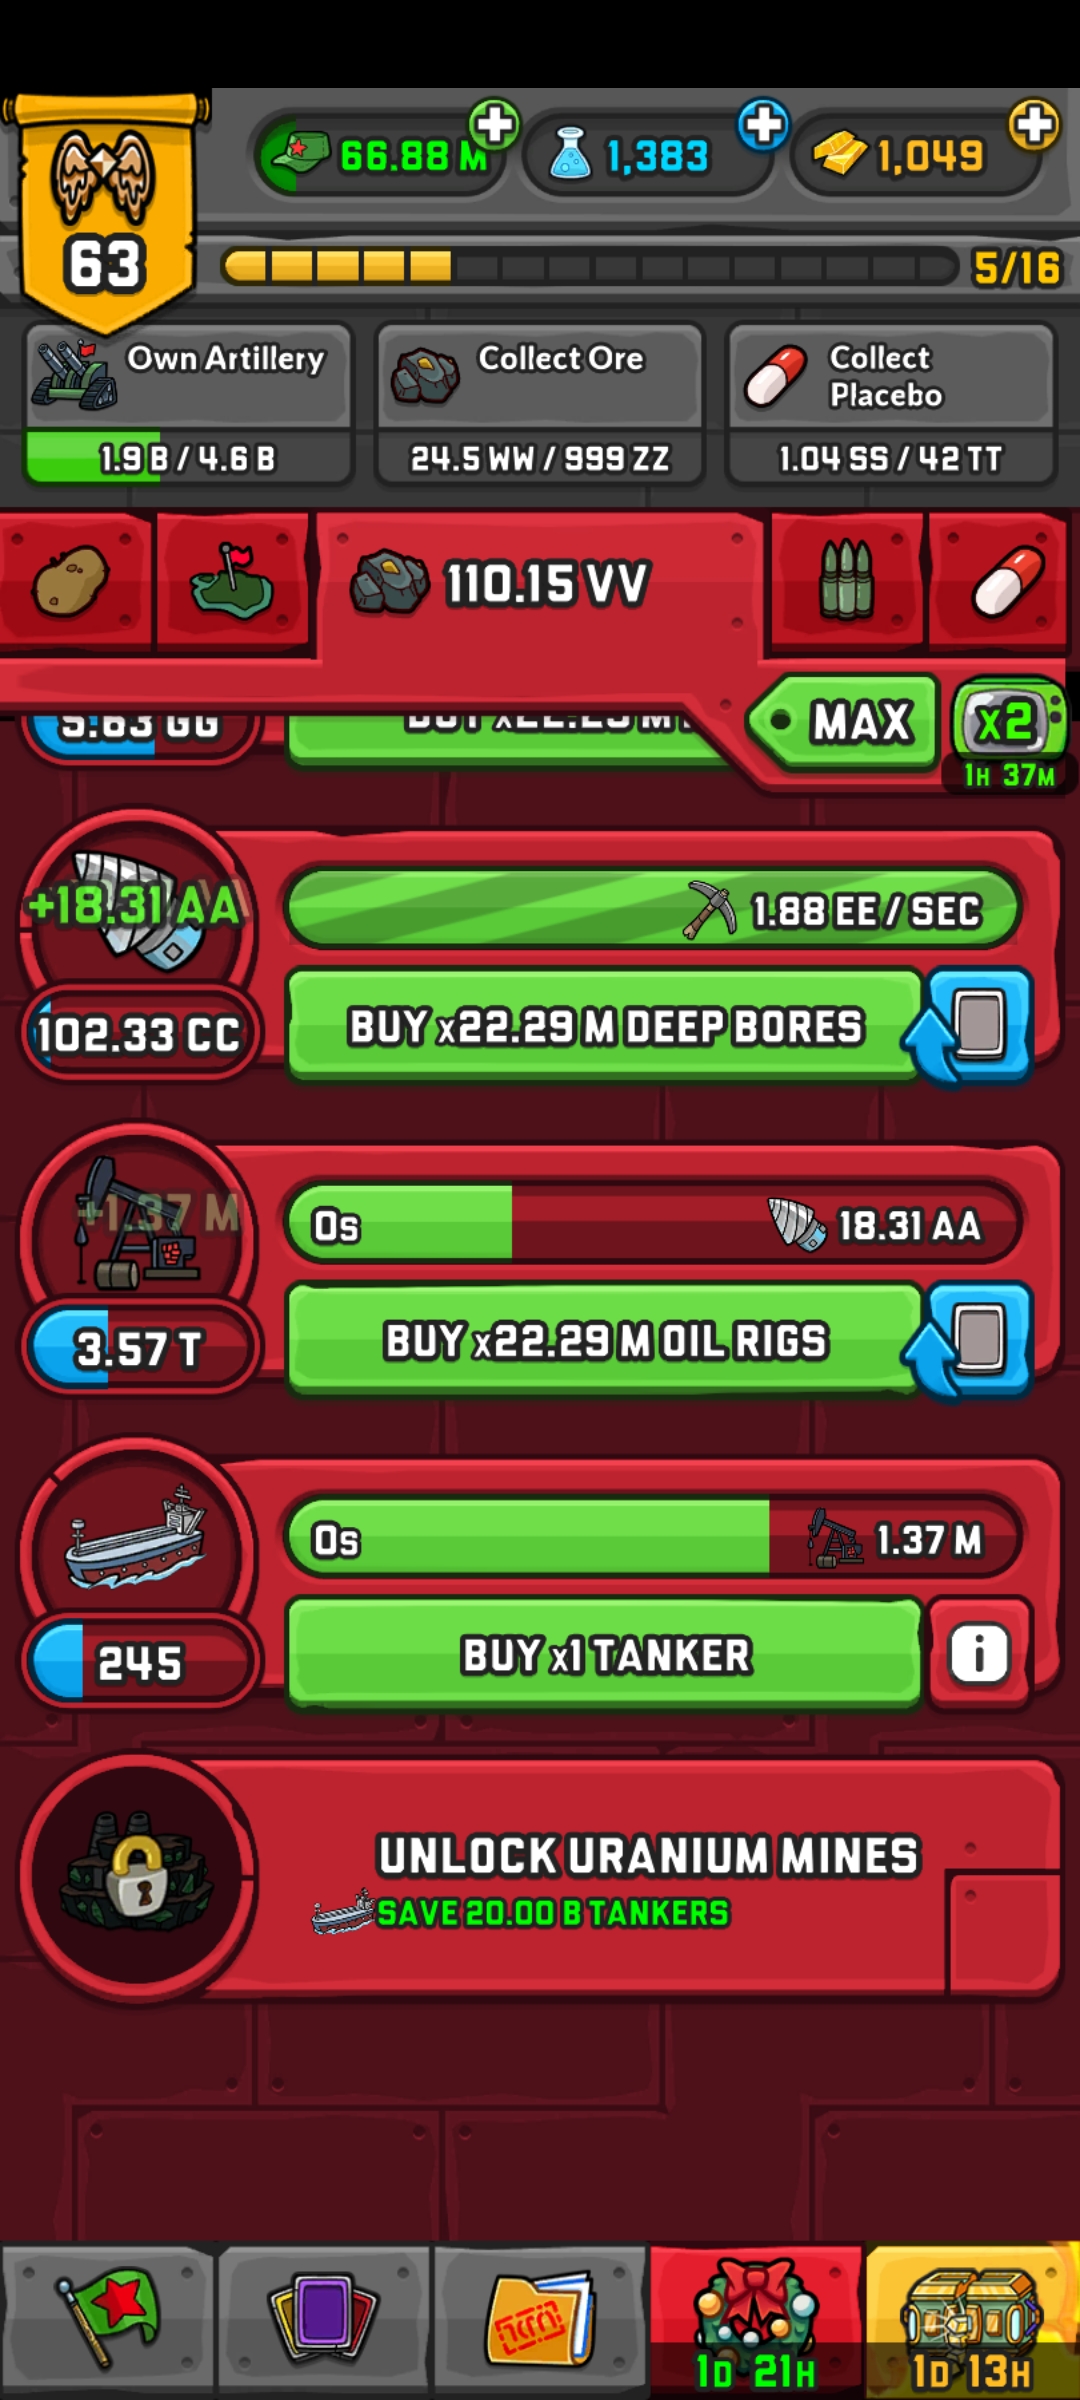 66.88 M
1,383
1,049
63
5/16
Own Artillery
1.9 B / 4.6 B
Collect Ore
24.5 WW / 999 ZZ
Collect
Placebo
1.04 SS / 42 TT
110.15 VV
MAX
x2
1H 37M
5.63 GG
+18.31 AA
1.88 EE / SEC
102.33 CC
BUY x22.29 M DEEP BORES
+1.37 M
0s
18.31 AA
3.57 T
BUY x22.29 M OIL RIGS
0s
1.37 M
245
BUY x1 TANKER
i
UNLOCK URANIUM MINES
SAVE 20.00 B TANKERS
1D 21H
1D 13H